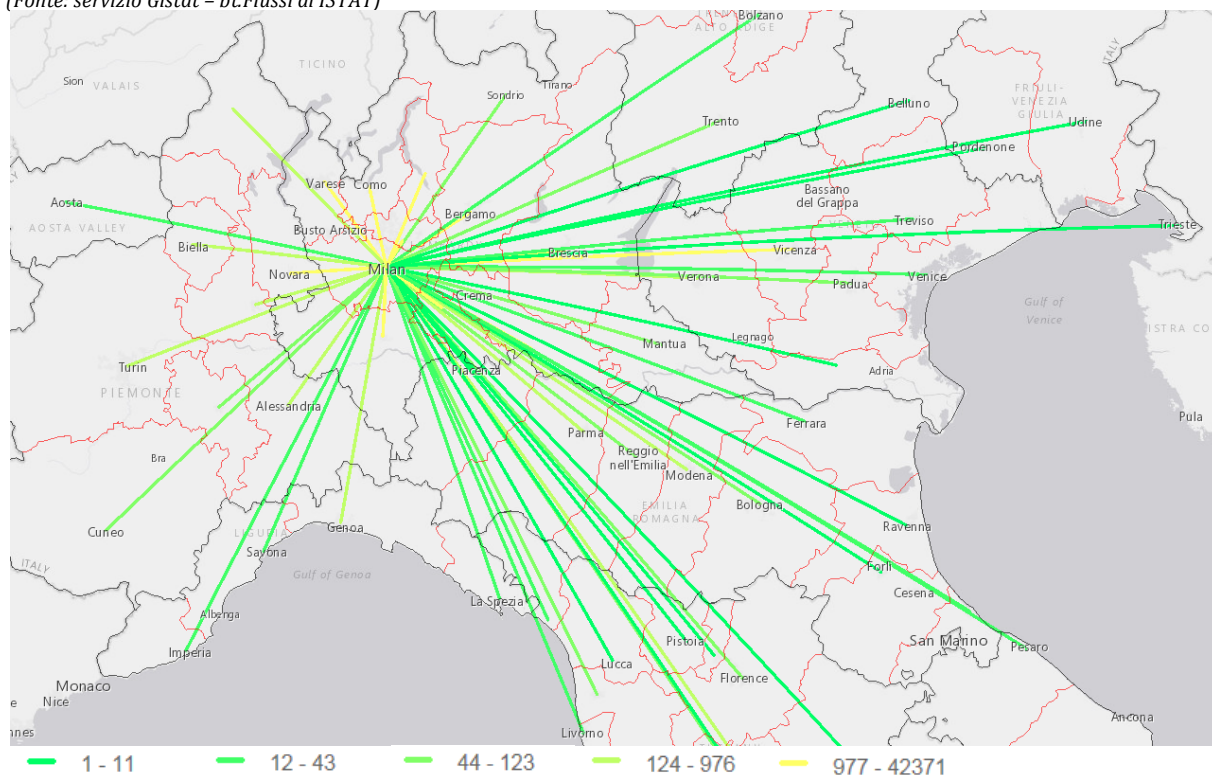 (Fonte: servizio GIstat – bt.Flussi di ISTAT)
Bolzano
ALTO ADIGE
TICINO
ITALY
Sion
VALAIS
Tirano
Sondrio
FRIULI-
VENEZIA
GIULIA
Belluno
Trento
Udine
Pordenone
Varese
Como
Bassano
del Grappa
Aosta
Bergamo
Treviso
AOSTA VALLEY
Busto Arsizio
Trieste
Biella
Brescia
Vicenza
Milan
Novara
Verona
Padua
Venice
Crema
Gulf of
Venice
ISTRA CO
Legnago
Mantua
Turin
Piacenza
Adria
PIEMONTE
Alessandria
Pula
Ferrara
Parma
Reggio
nell'Emilia
Bra
Modena
EMILIA
ROMAGNA
Bologna
Cuneo
Genoa
LIGURIA
Ravenna
Savona
ITALY
Forlì
Gulf of Genoa
Cesena
La Spezia
Albenga
San Marino
Pistoia
Pesaro
Imperia
Lucca
Florence
Monaco
Nice
e
nnes
Ancona
Livorno
1 - 11
12 - 43
44 - 123
124 - 976
977 - 42371